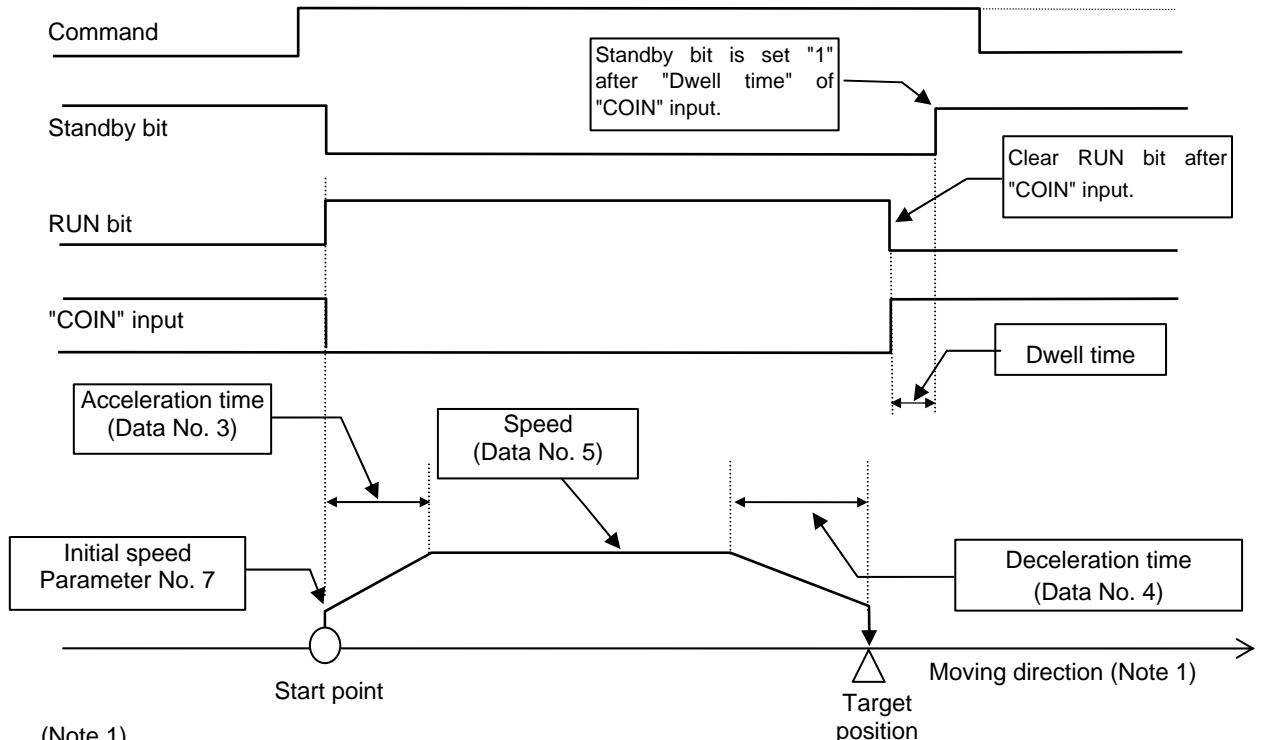 Command
Standby bit is set "1"
after "Dwell time" of
"COIN" input.
Standby bit
Clear RUN bit after
"COIN" input.
RUN bit
"COIN" input
Dwell time
Acceleration time
(Data No. 3)
Speed
(Data No. 5)
Initial speed
Parameter No. 7
Deceleration time
(Data No. 4)
Moving direction (Note 1)
Start point
Target
position
(Note 1)